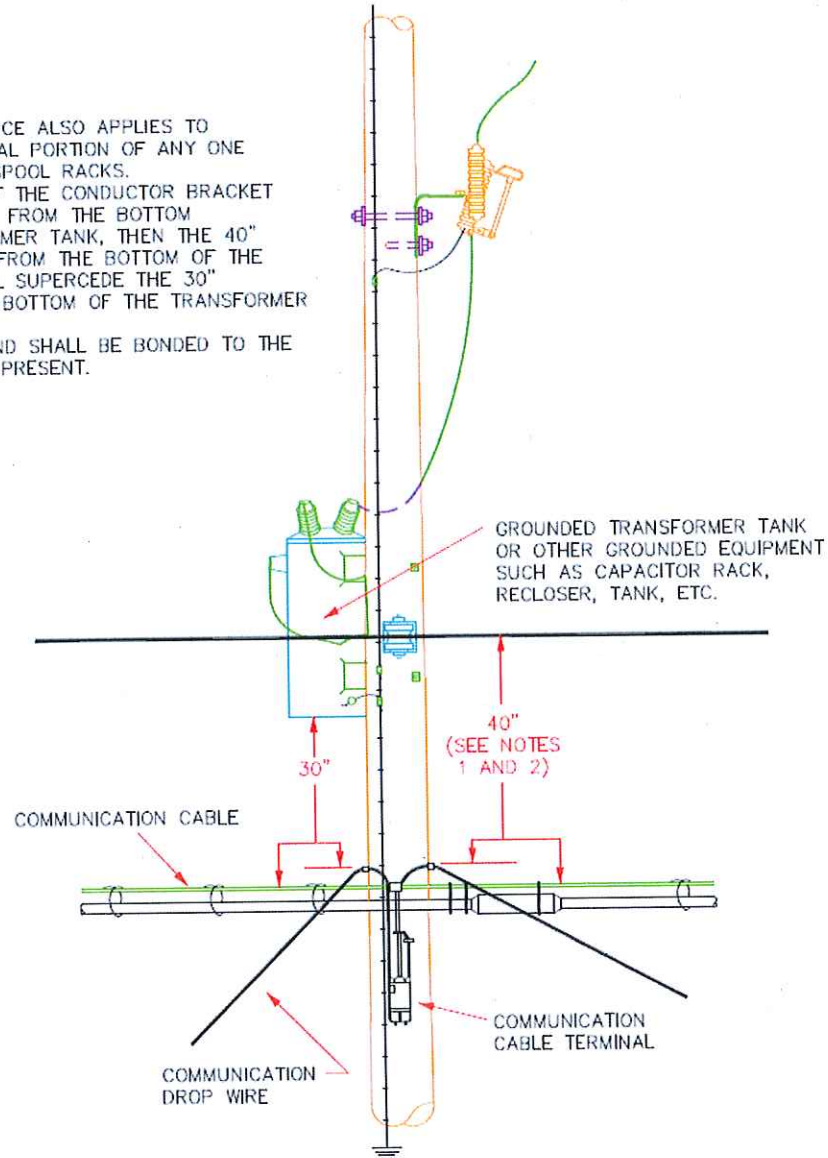 CE ALSO APPLIES TO
AL PORTION OF ANY ONE
SPOOL RACKS.
T THE CONDUCTOR BRACKET
FROM THE BOTTOM
MER TANK, THEN THE 40"
FROM THE BOTTOM OF THE
L SUPERCEDE THE 30"
BOTTOM OF THE TRANSFORMER
ND SHALL BE BONDED TO THE
PRESENT.
GROUNDED TRANSFORMER TANK
OR OTHER GROUNDED EQUIPMENT
SUCH AS CAPACITOR RACK,
RECLOSER, TANK, ETC.
40"
(SEE NOTES
1 AND 2)
30"
COMMUNICATION CABLE
COMMUNICATION
CABLE TERMINAL
COMMUNICATION
DROP WIRE